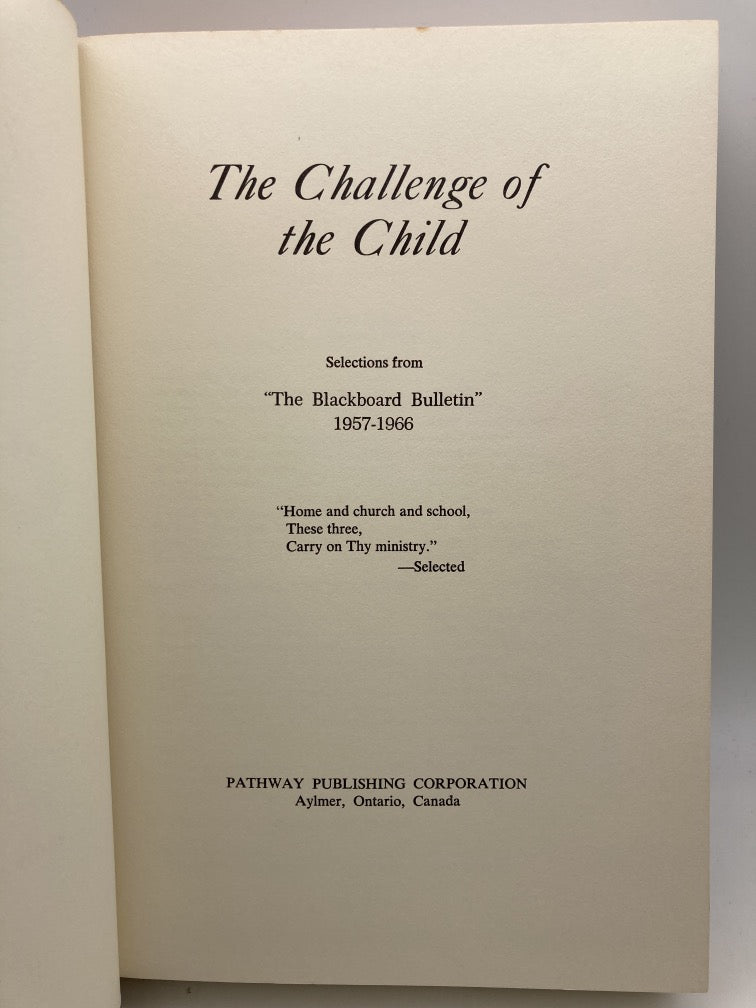 The Challenge of
the Child
Selections from
“The Blackboard Bulletin”
1957-1966
“Home and church and school,
These three,
Carry on Thy ministry.”
—Selected
PATHWAY PUBLISHING CORPORATION
Aylmer, Ontario, Canada